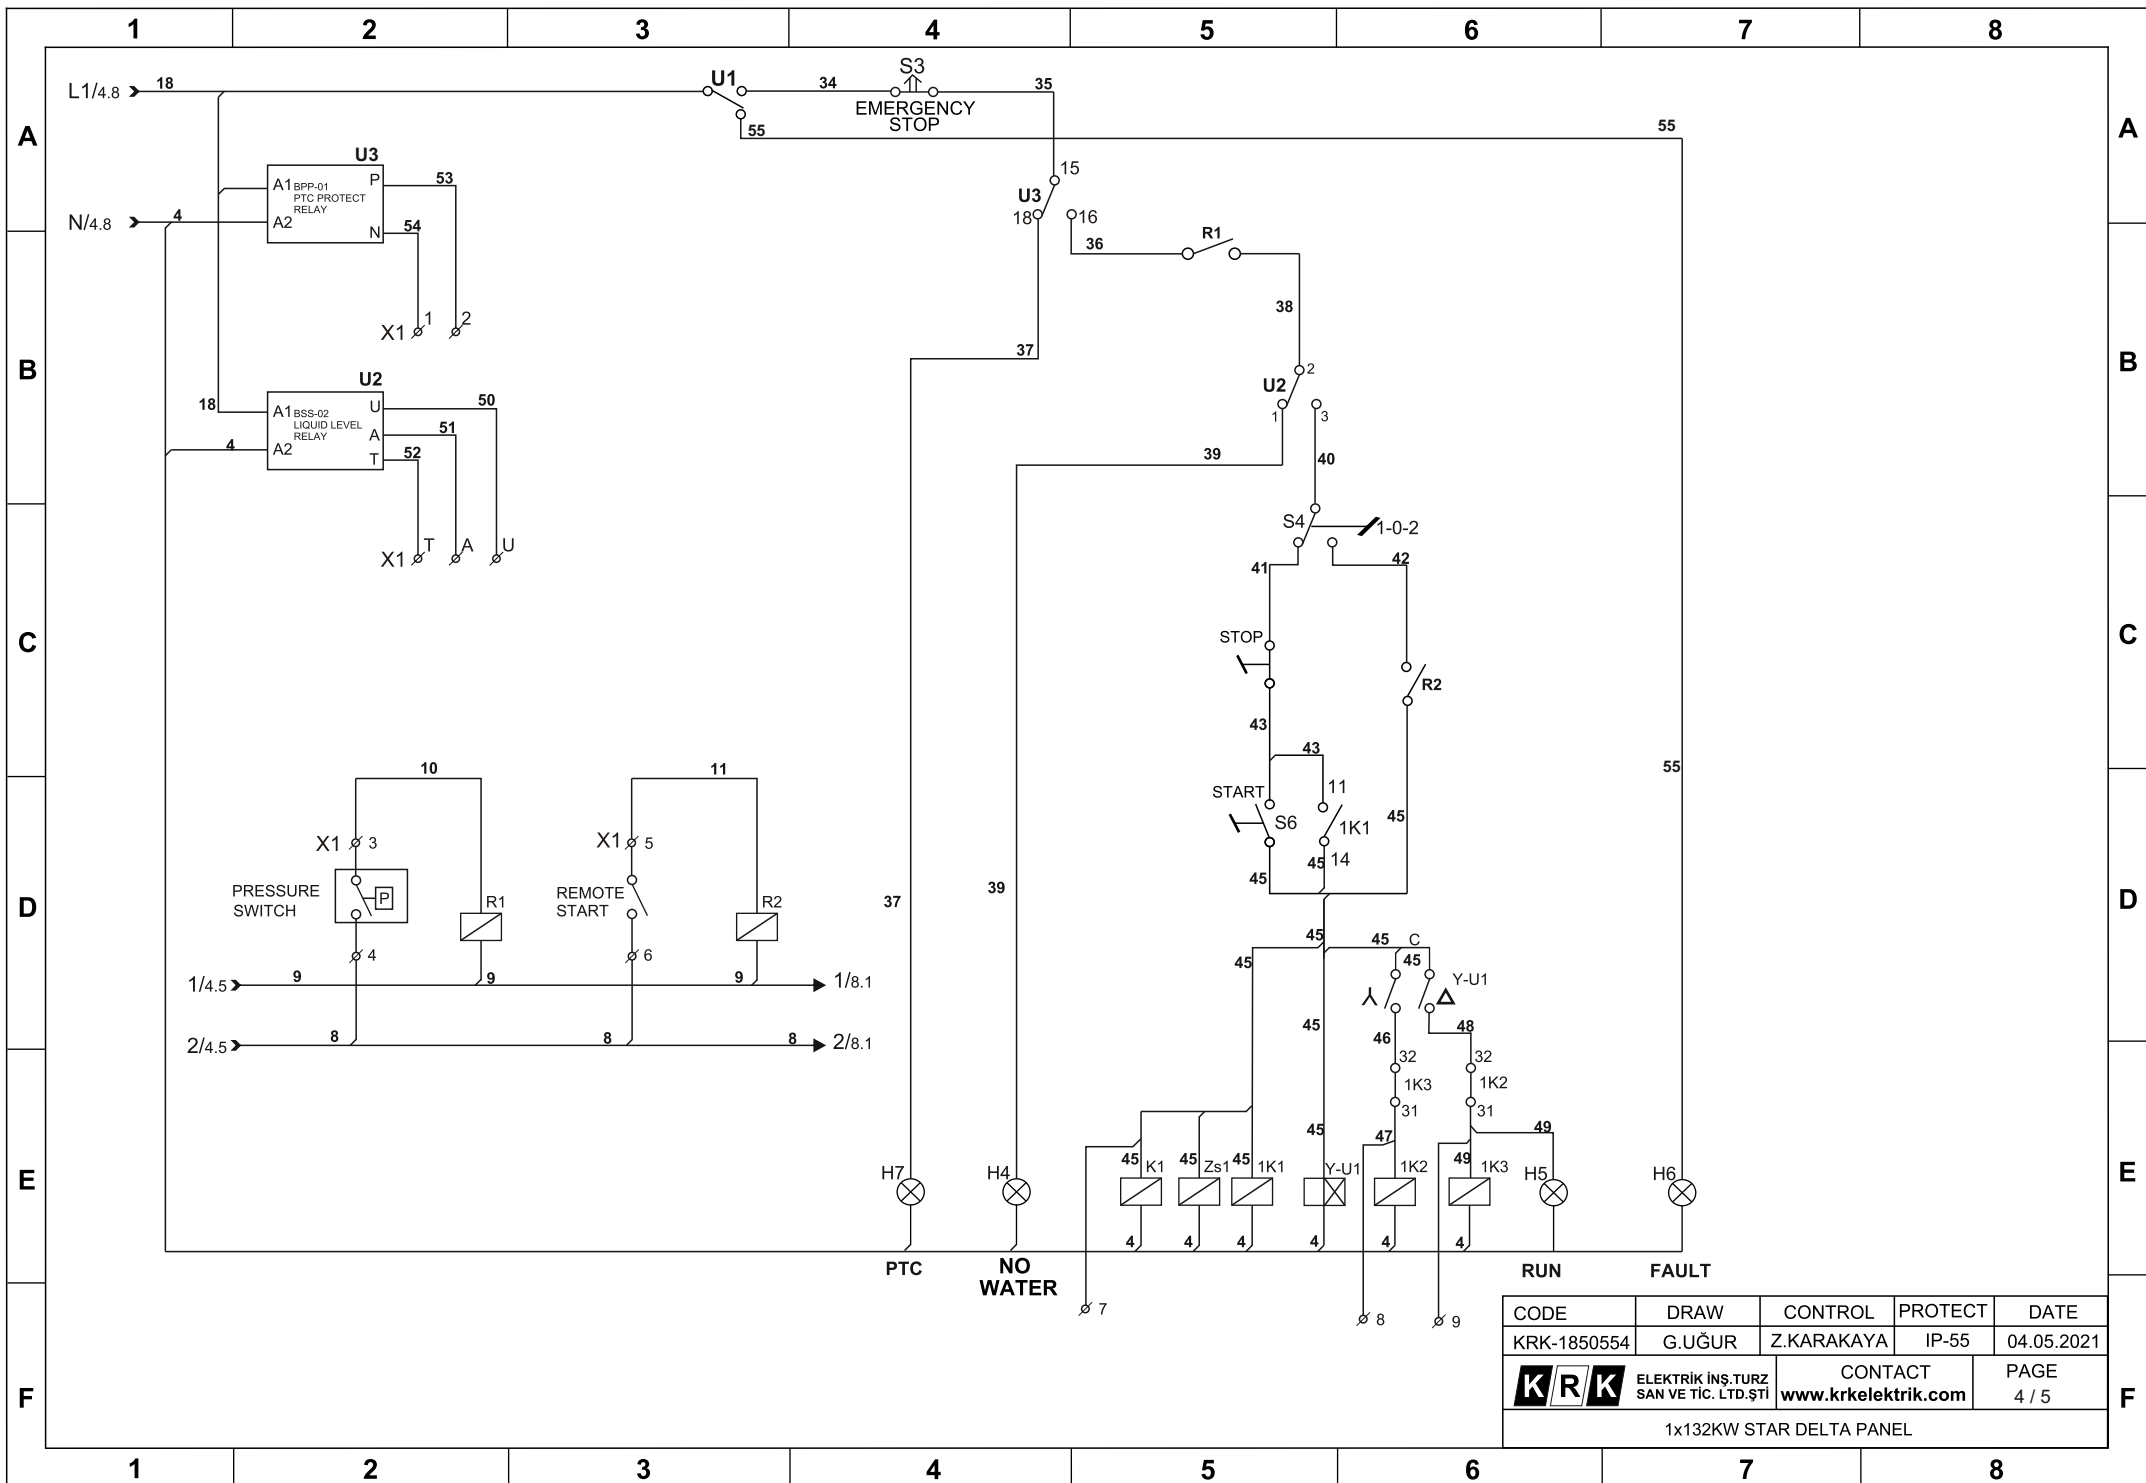 1 2 3 4 5 6 7 8
L1/4.8 18 U1 34 S3 35
EMERGENCY
STOP
55 55
A A
U3
A1 BPP-01 P 53
PTC PROTECT
RELAY
N/4.8 4 A2 N 54
15
U3
18 16
36 R1
X1 1 2
38
37
B B
U2
18 A1 BSS-02 U 50
LIQUID LEVEL
RELAY A 51
4 A2 T 52
2
U2
1 3
39 40
X1 T A U
S4 1-0-2
41 42
C C
STOP
R2
43
43
10 11
55
START 11
S6 1K1
45
45 14
45
X1 3
PRESSURE
SWITCH
P
R1
4
X1 5
REMOTE
START
R2
6
D 37 39 D
1/4.5 9 9 9 1/8.1
2/4.5 8 8 8 2/8.1
45 45 C
45 45
Y-U1
45 46 48
32 32
1K3 1K2
31 31
45 47 49
E E
H7 H4
45 K1 45 Zs1 45 1K1 Y-U1 1K2 49 1K3 H5 H6
4 4 4 4 4 4
PTC
NO
WATER
RUN FAULT
7 8 9
CODE DRAW CONTROL PROTECT DATE
KRK-1850554 G.UĞUR Z.KARAKAYA IP-55 04.05.2021
KRK
ELEKTRİK İNŞ.TURZ
SAN VE TİC. LTD.ŞTİ
CONTACT
www.krkelektrik.com
PAGE
4 / 5
F F
1x132KW STAR DELTA PANEL
1 2 3 4 5 6 7 8